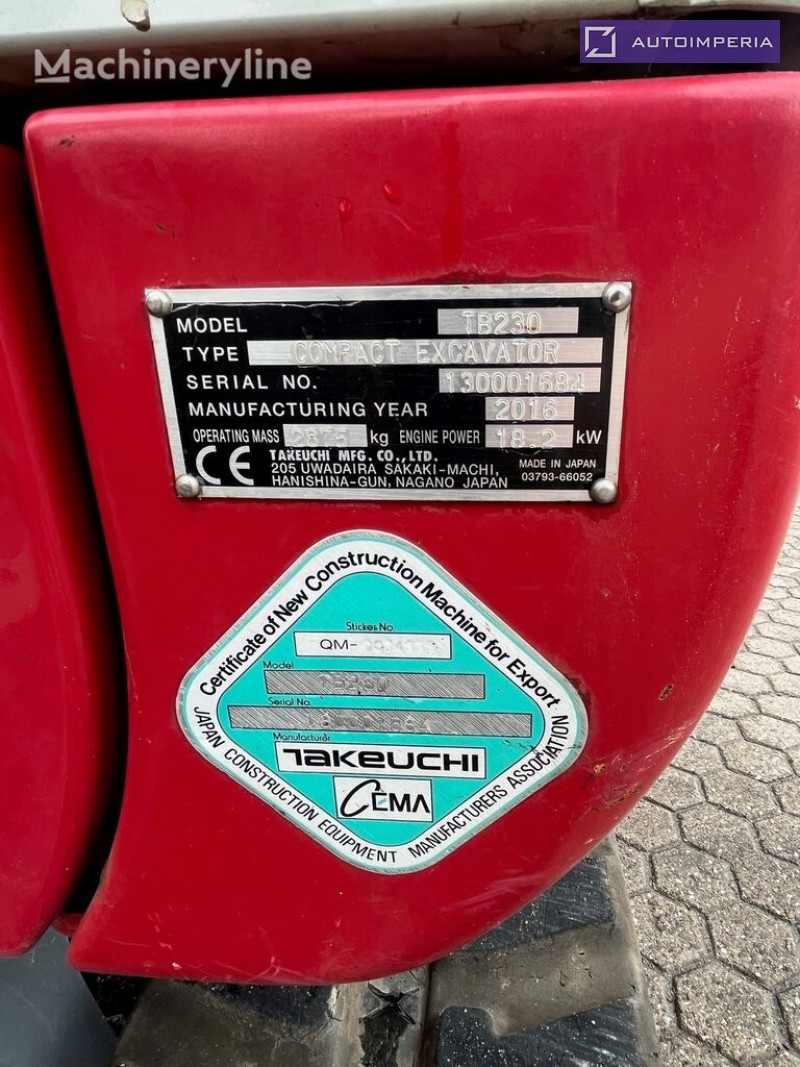 Machineryline
AUTOIMPERIA
MODEL TB230
TYPE COMPACT EXCAVATOR
SERIAL NO. 130001684
MANUFACTURING YEAR 2016
OPERATING MASS kg ENGINE POWER 18.2 kW
CE
TAKEUCHI MFG. CO., LTD.
205 UWADAIRA SAKAKI-MACHI,
HANISHINA-GUN, NAGANO JAPAN
MADE IN JAPAN
03793-66052
Certificate of New Construction Machine for Export
Sticker No.
QM-
Model
TB230
Serial No.
Manufacturer
TAKEUCHI
CEMA
JAPAN CONSTRUCTION EQUIPMENT MANUFACTURERS ASSOCIATION